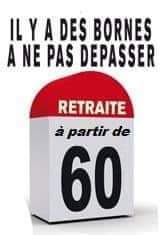 IL Y A DES BORNES
A NE PAS DEPASSER
RETRAITE
à partir de
60